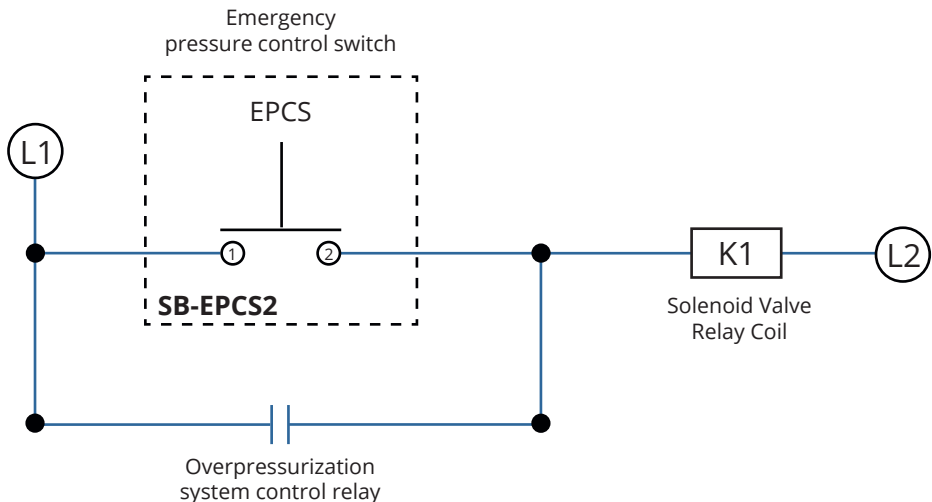 Emergency
pressure control switch
EPCS
L1
1
2
K1
L2
SB-EPCS2
Solenoid Valve
Relay Coil
Overpressurization
system control relay